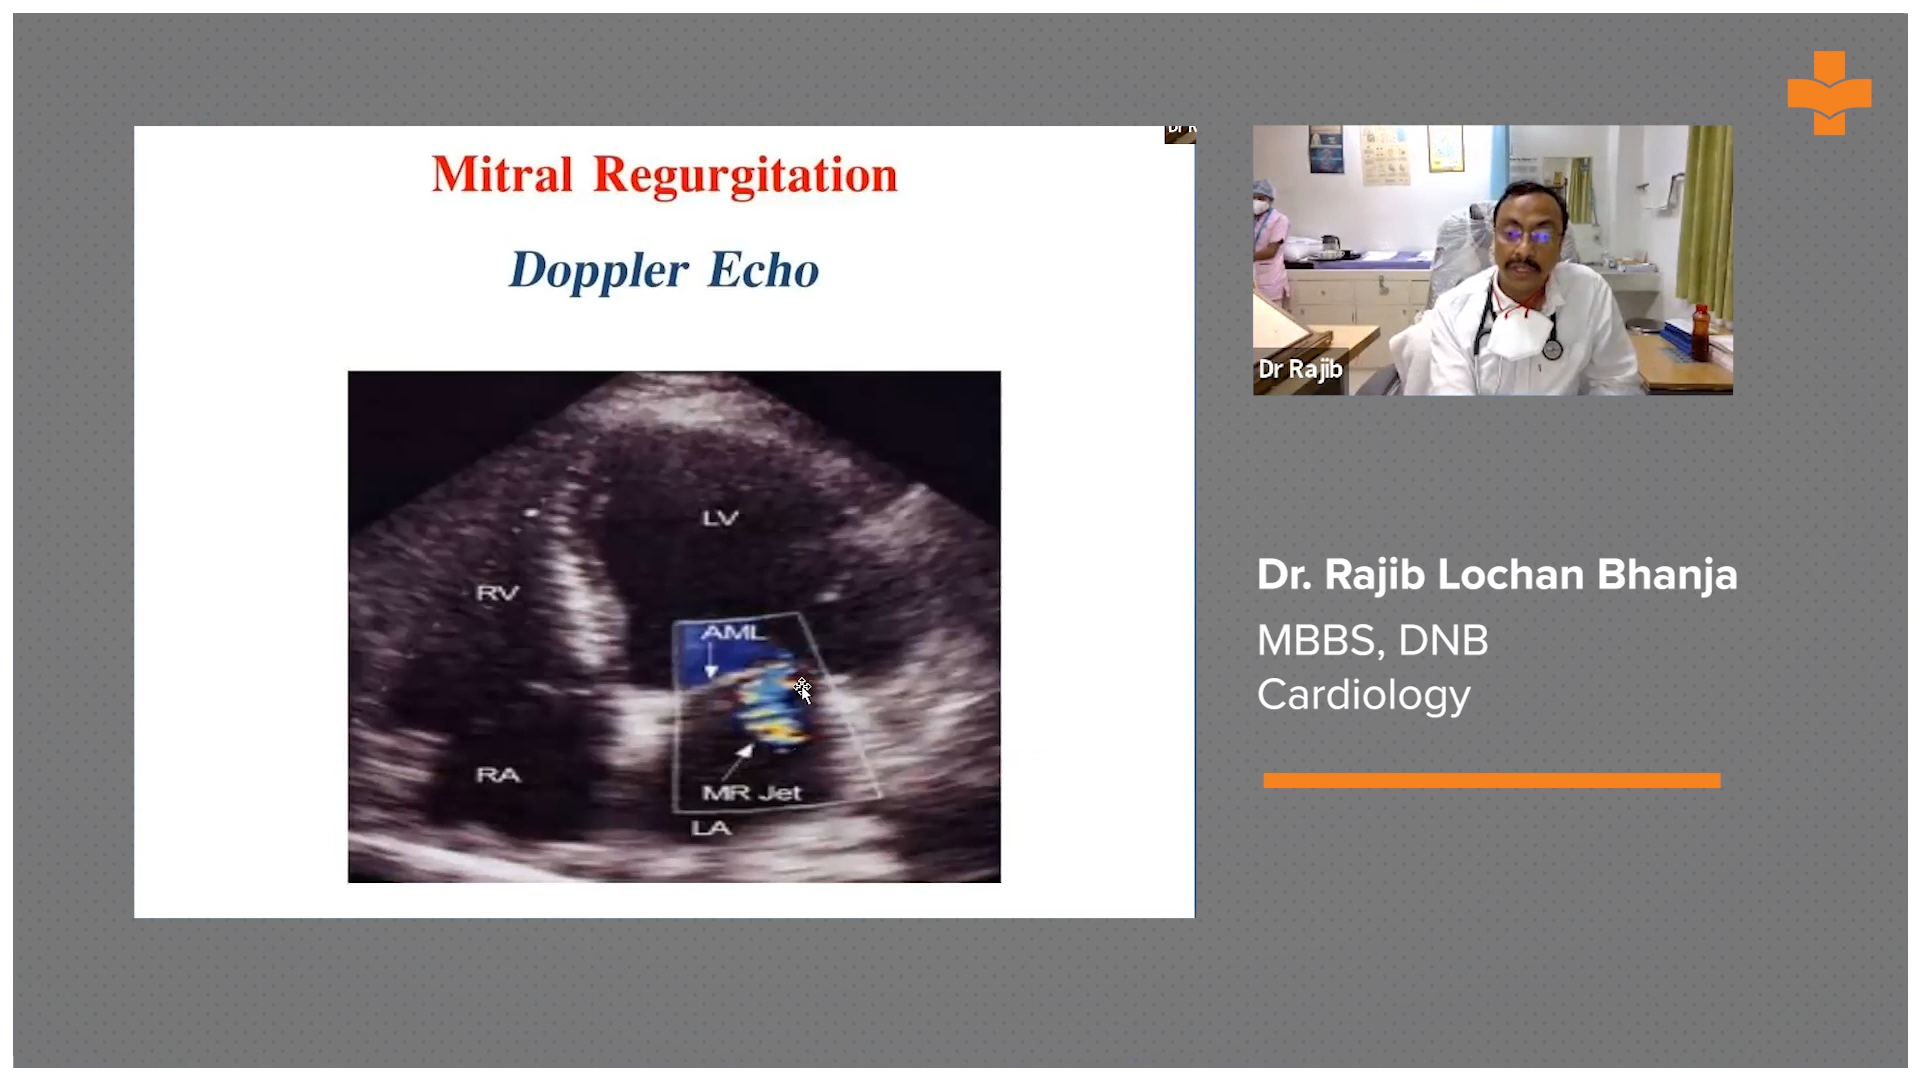 Mitral Regurgitation
Doppler Echo
LV
RV
AML
RA
MR Jet
LA
Dr R
Dr Rajib
Dr. Rajib Lochan Bhanja
MBBS, DNB
Cardiology